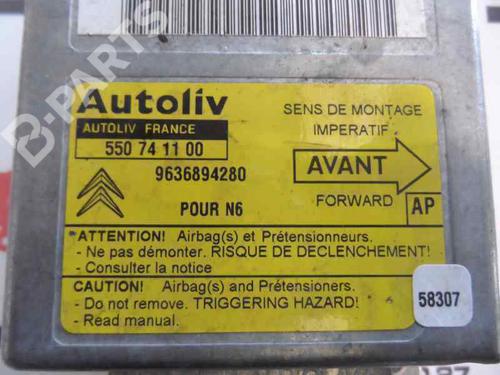 B-PARTS
Autoliv
AUTOLIV FRANCE
550 74 11 00
9636894280
POUR N6
SENS DE MONTAGE
IMPERATIF
AVANT
FORWARD
AP
ATTENTION! Airbag(s) et Prétensionneurs.
- Ne pas démonter. RISQUE DE DECLENCHEMENT!
- Consulter la notice
CAUTION! Airbag(s) and Prétensioners.
- Do not remove. TRIGGERING HAZARD!
- Read manual.
58307